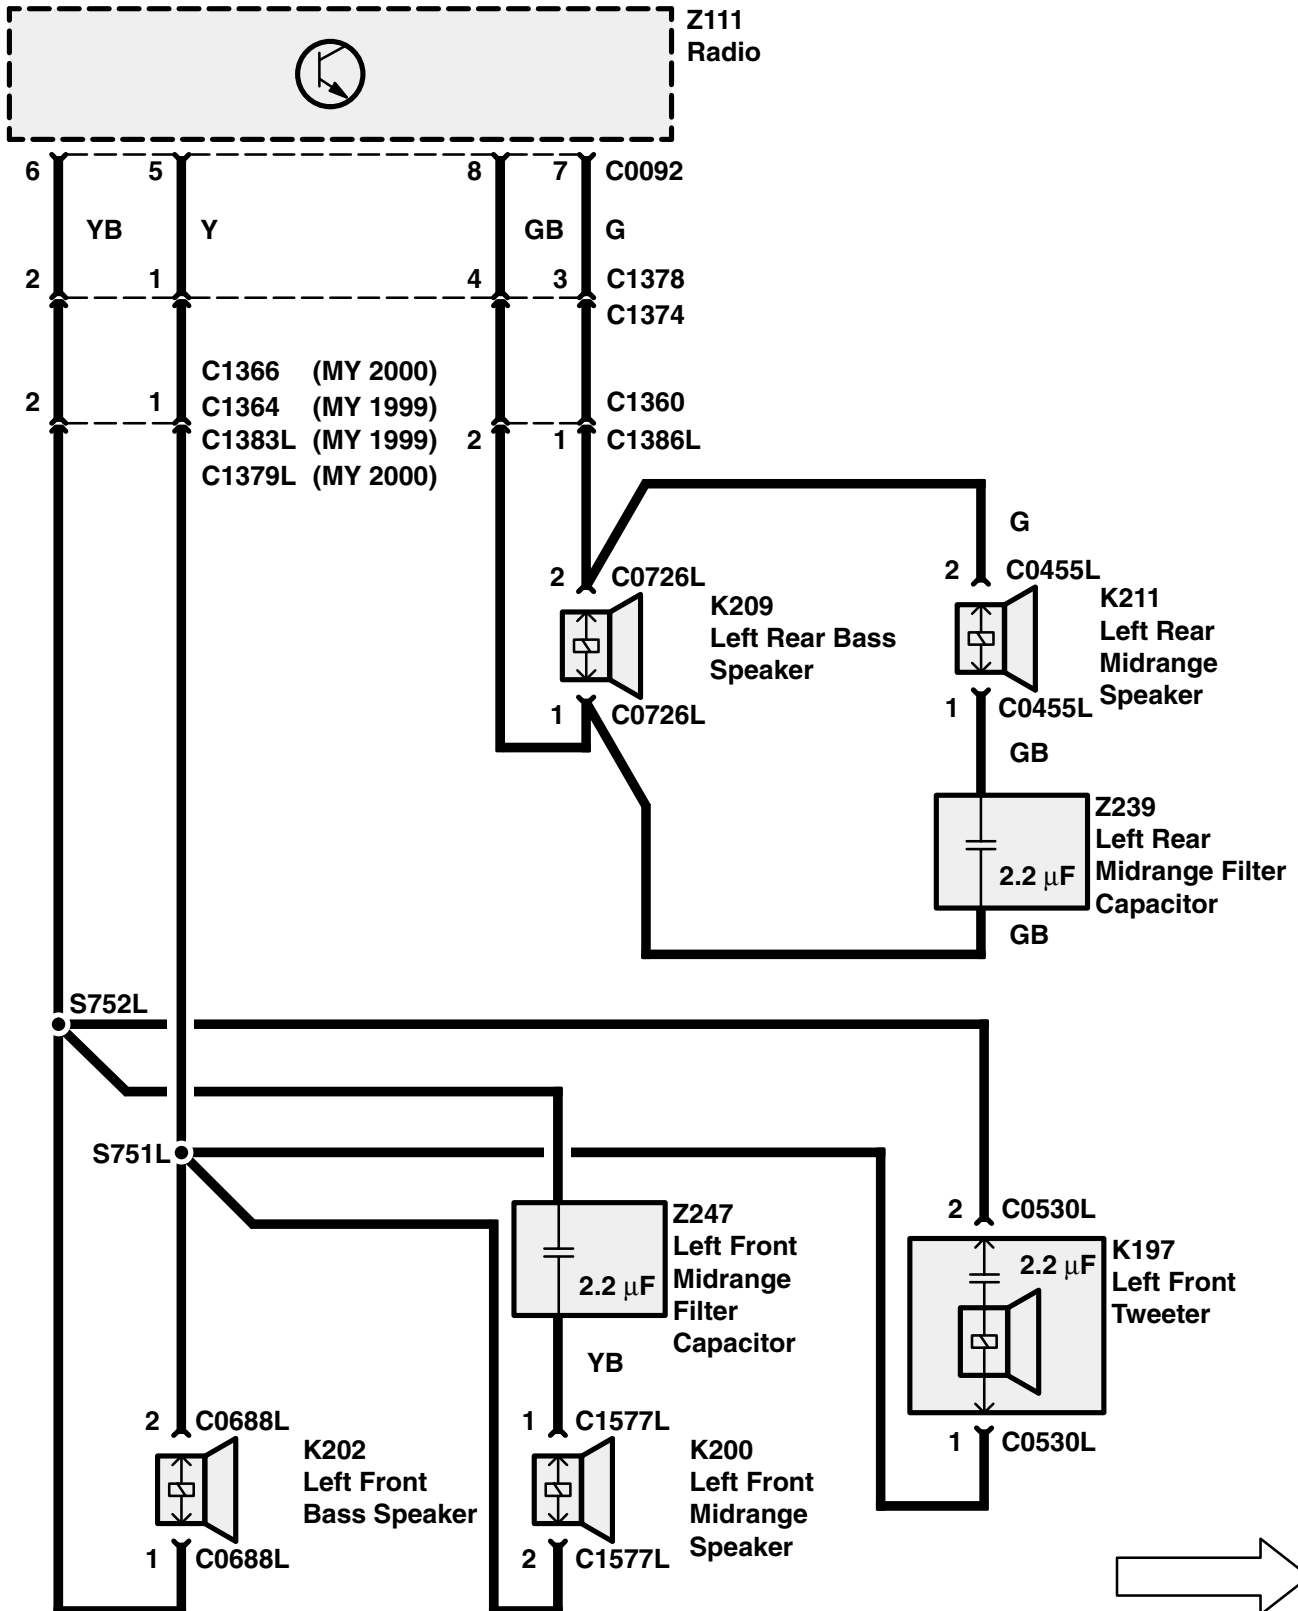 Z111
Radio
6 5 8 7 C0092
YB Y GB G
2 1 4 3 C1378
C1374
C1366 (MY 2000)
2 1 C1364 (MY 1999) C1360
C1383L (MY 1999) 2 1 C1386L
C1379L (MY 2000)
G
2 C0726L
2 C0455L
K209
Left Rear Bass
Speaker
K211
Left Rear
Midrange
Speaker
1 C0726L
1 C0455L
GB
Z239
Left Rear
Midrange Filter
Capacitor
2.2 µF
GB
S752L
S751L
2 C0530L
Z247
Left Front
Midrange
Filter
Capacitor
2.2 µF
K197
Left Front
Tweeter
2.2 µF
YB
2 C0688L
1 C1577L
1 C0530L
K202
Left Front
Bass Speaker
K200
Left Front
Midrange
Speaker
1 C0688L
2 C1577L